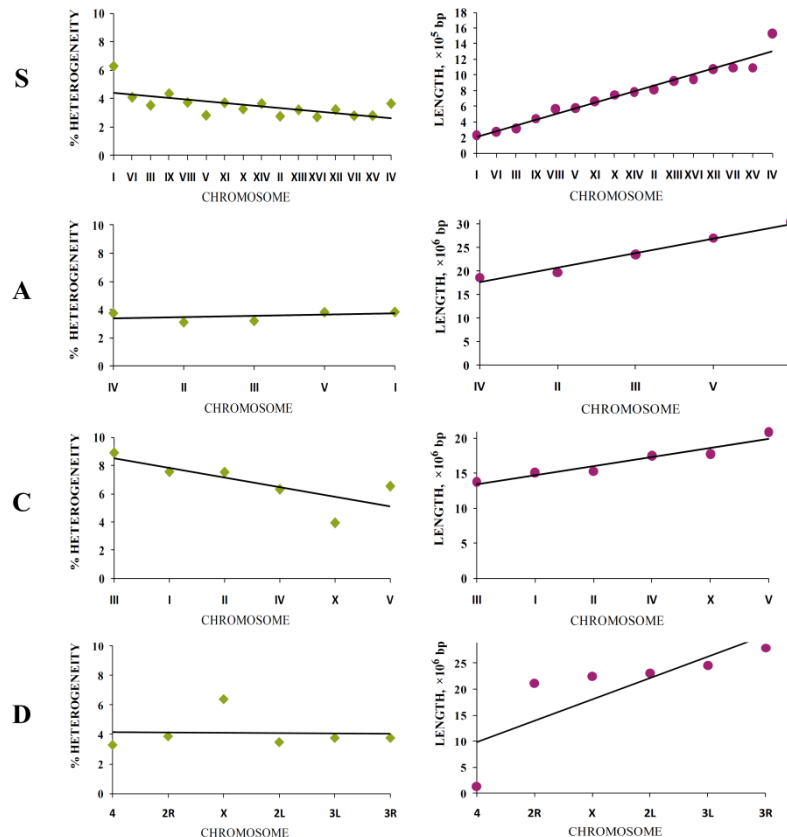 S
% HETEROGENEITY
10
8
6
4
2
0
I VI III IX VIII V XI X XIV II XIII XVI XII VII XV IV
CHROMOSOME
LENGTH, ×10⁵ bp
18
16
14
12
10
8
6
4
2
0
I VI III IX VIII V XI X XIV II XIII XVI XII VII XV IV
CHROMOSOME
A
% HETEROGENEITY
10
8
6
4
2
0
IV II III V I
CHROMOSOME
LENGTH, ×10⁶ bp
30
25
20
15
10
5
0
IV II III V
CHROMOSOME
C
% HETEROGENEITY
10
8
6
4
2
0
III I II IV X V
CHROMOSOME
LENGTH, ×10⁶ bp
20
15
10
5
0
III I II IV X V
CHROMOSOME
D
% HETEROGENEITY
10
8
6
4
2
0
4 2R X 2L 3L 3R
CHROMOSOME
LENGTH, ×10⁶ bp
25
20
15
10
5
0
4 2R X 2L 3L 3R
CHROMOSOME